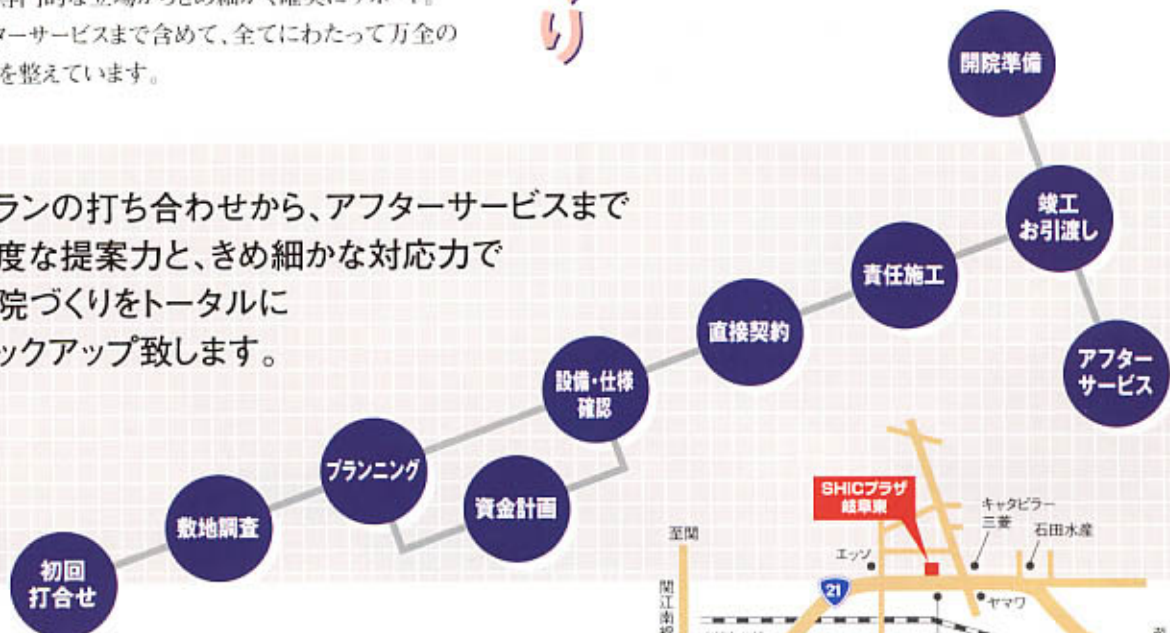 ターサービスまで含めて、全てにわたって万全の
を整えています。
り
ランの打ち合わせから、アフターサービスまで
度な提案力と、きめ細かな対応力で
院づくりをトータルに
ックアップ致します。
開院準備
竣工
お引渡し
アフター
サービス
責任施工
直接契約
設備・仕様
確認
プランニング
資金計画
敷地調査
初回
打合せ
SHICプラザ
岐阜東
キャタピラー
三菱
石田水産
至関
エッソ
21
ヤマワ
関江南線